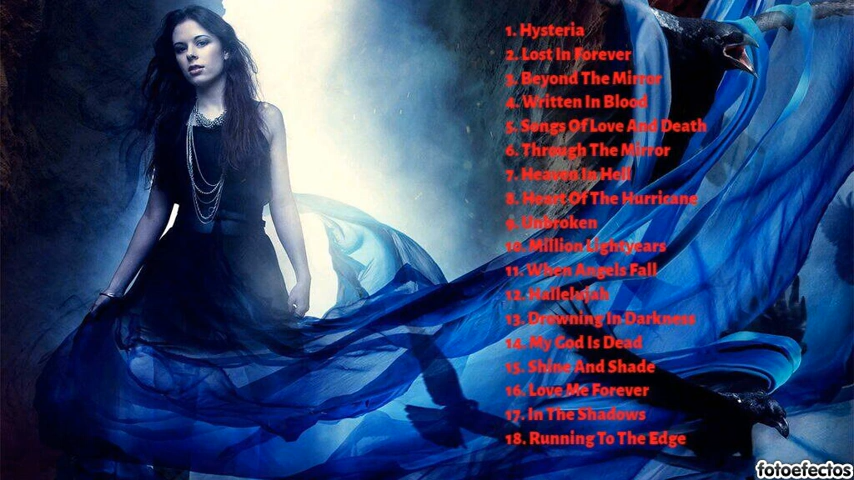 1. Hysteria
2. Lost In Forever
3. Beyond The Mirror
4. Written In Blood
5. Songs Of Love And Death
6. Through The Mirror
7. Heaven In Hell
8. Heart Of The Hurricane
9. Unbroken
10. Million Lightyears
11. When Angels Fall
12. Hallelujah
13. Drowning In Darkness
14. My God Is Dead
15. Shine And Shade
16. Love Me Forever
17. In The Shadows
18. Running To The Edge
fotoefectos